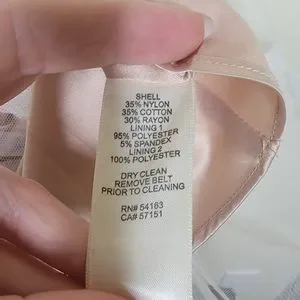 SHELL
35% NYLON
35% COTTON
30% RAYON
LINING 1
95% POLYESTER
5% SPANDEX
LINING 2
100% POLYESTER
DRY CLEAN
REMOVE BELT
PRIOR TO CLEANING
RN# 54163
CA# 57151